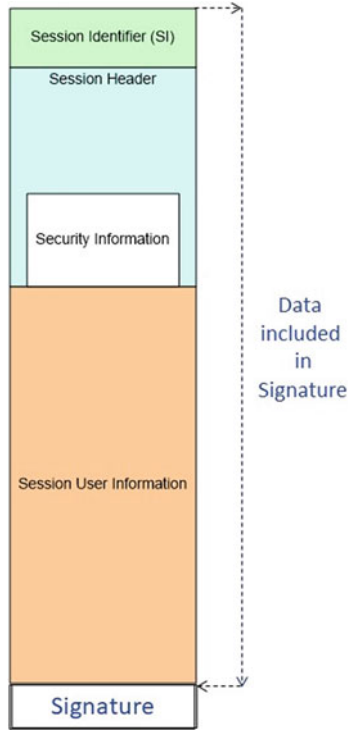 Session Identifier (SI)
Session Header
Security Information
Data
included
in
Signature
Session User Information
Signature